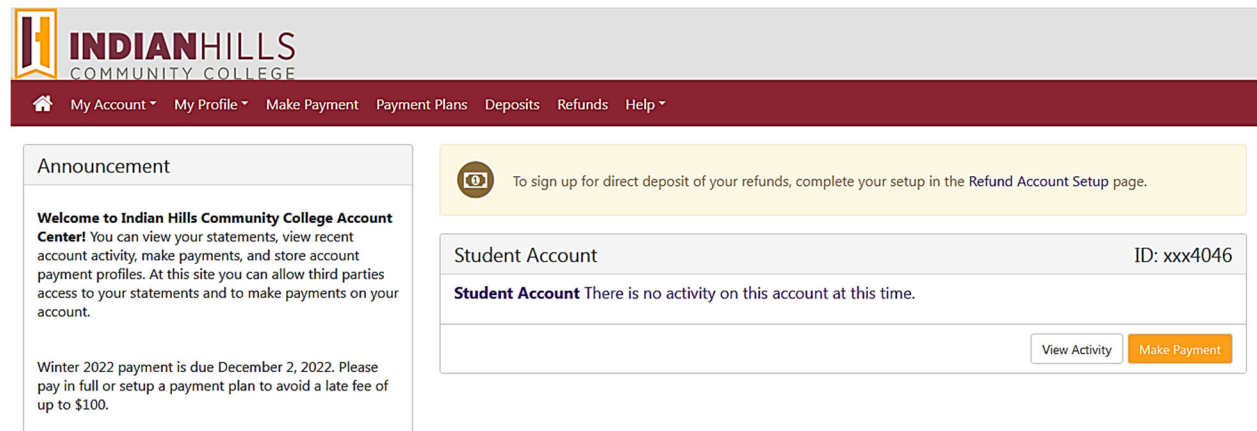 INDIANHILLS
COMMUNITY COLLEGE
My Account My Profile Make Payment Payment Plans Deposits Refunds Help
Announcement
Welcome to Indian Hills Community College Account
Center! You can view your statements, view recent
account activity, make payments, and store account
payment profiles. At this site you can allow third parties
access to your statements and to make payments on your
account.
Winter 2022 payment is due December 2, 2022. Please
pay in full or setup a payment plan to avoid a late fee of
up to $100.
To sign up for direct deposit of your refunds, complete your setup in the Refund Account Setup page.
Student Account ID: xxx4046
Student Account There is no activity on this account at this time.
View Activity Make Payment